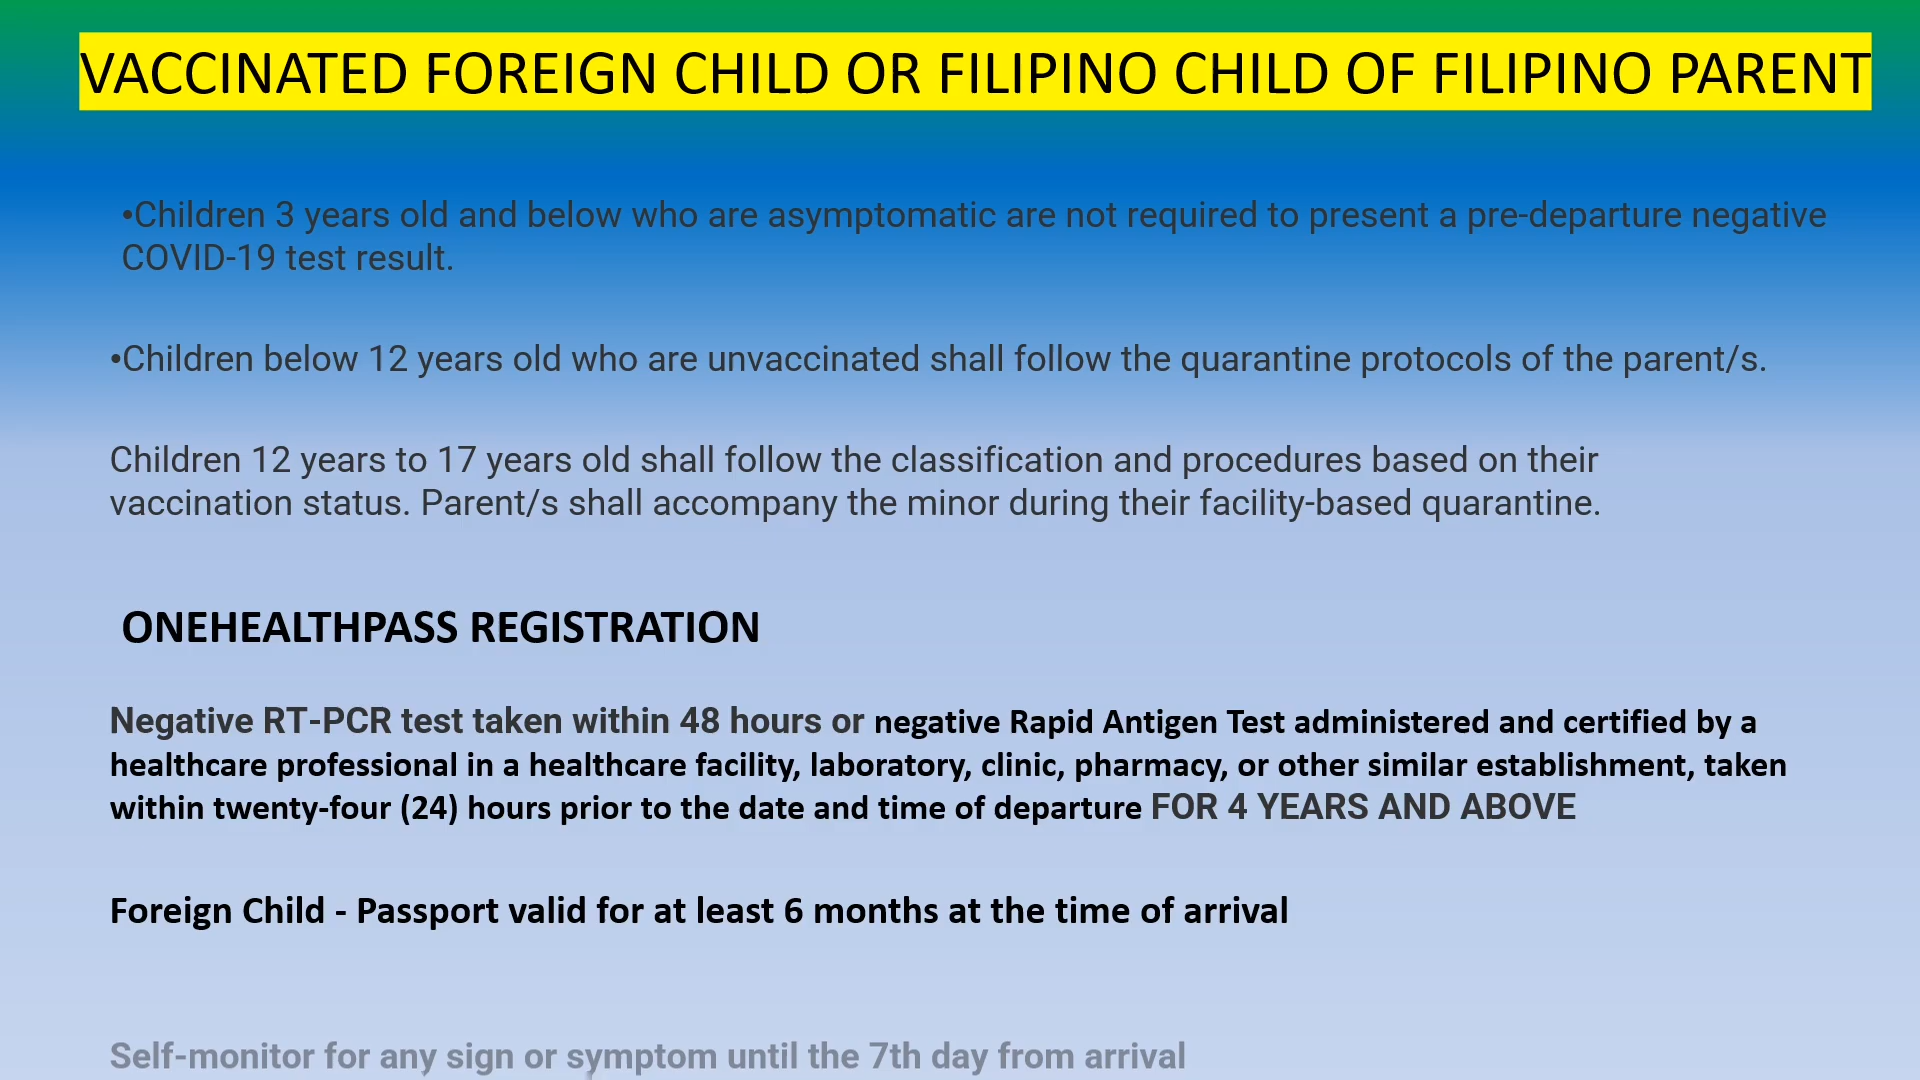 VACCINATED FOREIGN CHILD OR FILIPINO CHILD OF FILIPINO PARENT
•Children 3 years old and below who are asymptomatic are not required to present a pre-departure negative
COVID-19 test result.
•Children below 12 years old who are unvaccinated shall follow the quarantine protocols of the parent/s.
Children 12 years to 17 years old shall follow the classification and procedures based on their
vaccination status. Parent/s shall accompany the minor during their facility-based quarantine.
ONEHEALTHPASS REGISTRATION
Negative RT-PCR test taken within 48 hours or negative Rapid Antigen Test administered and certified by a
healthcare professional in a healthcare facility, laboratory, clinic, pharmacy, or other similar establishment, taken
within twenty-four (24) hours prior to the date and time of departure FOR 4 YEARS AND ABOVE
Foreign Child - Passport valid for at least 6 months at the time of arrival
Self-monitor for any sign or symptom until the 7th day from arrival